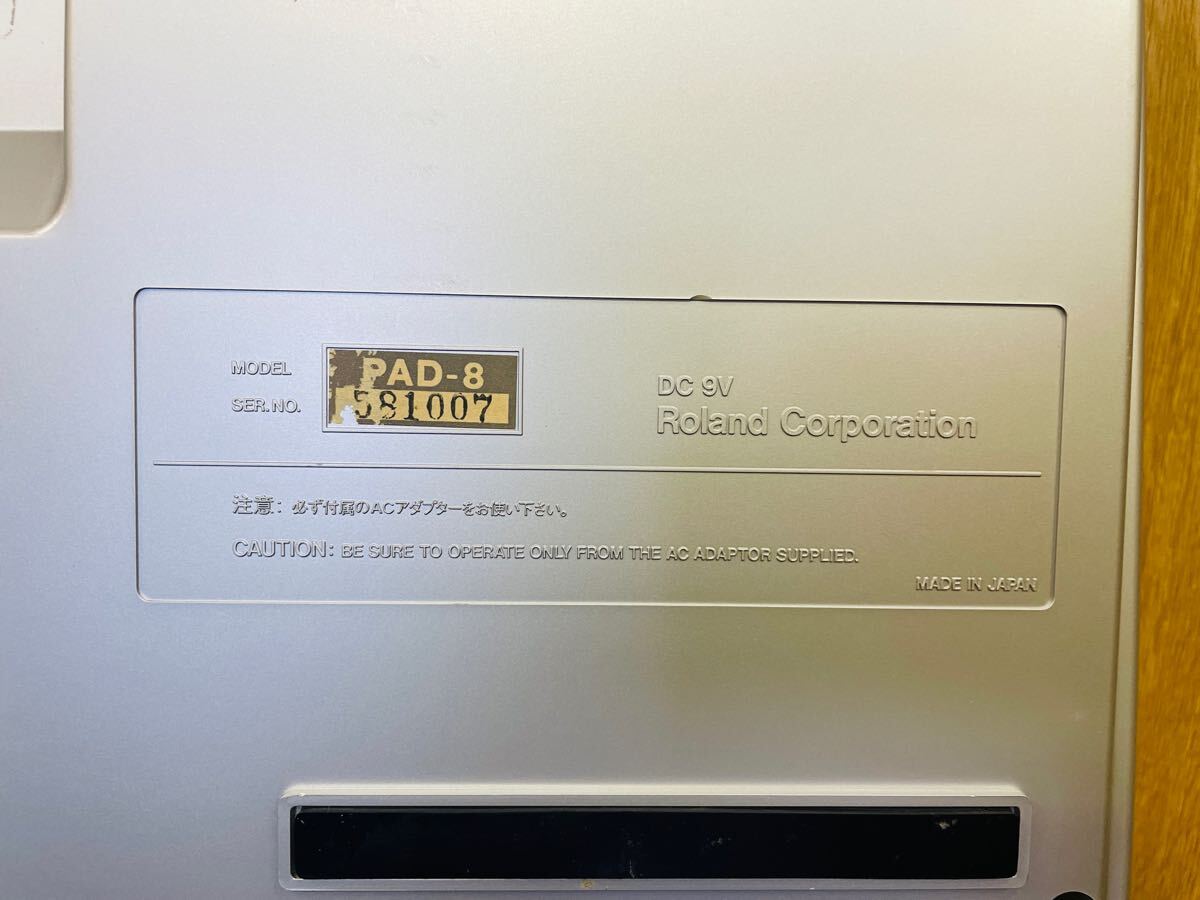 MODEL PAD-8
SER.NO. 581007
DC 9V
Roland Corporation
注意：必ず付属のACアダプターをお使い下さい。
CAUTION: BE SURE TO OPERATE ONLY FROM THE AC ADAPTOR SUPPLIED.
MADE IN JAPAN